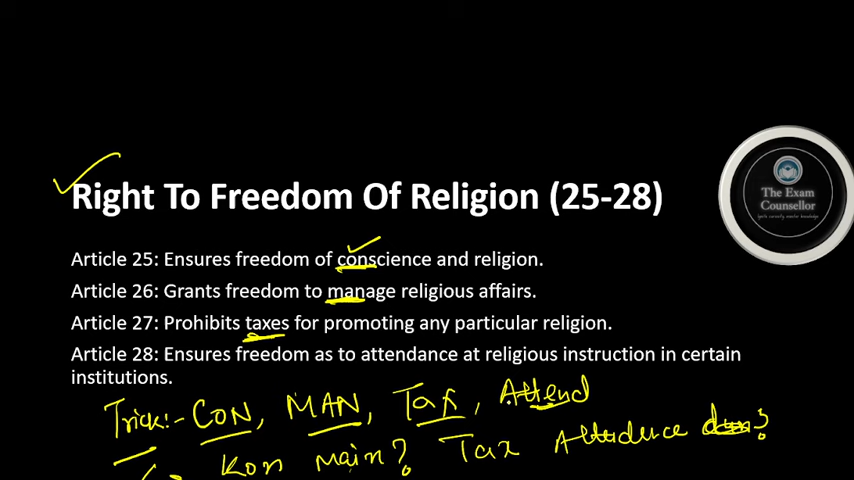 Right To Freedom Of Religion (25-28)
The Exam
Counsellor
Article 25: Ensures freedom of conscience and religion.
Article 26: Grants freedom to manage religious affairs.
Article 27: Prohibits taxes for promoting any particular religion.
Article 28: Ensures freedom as to attendance at religious instruction in certain
institutions.
Trick:- CON, MAN, Tax, Attend
Kon main? Tax Attendence ?